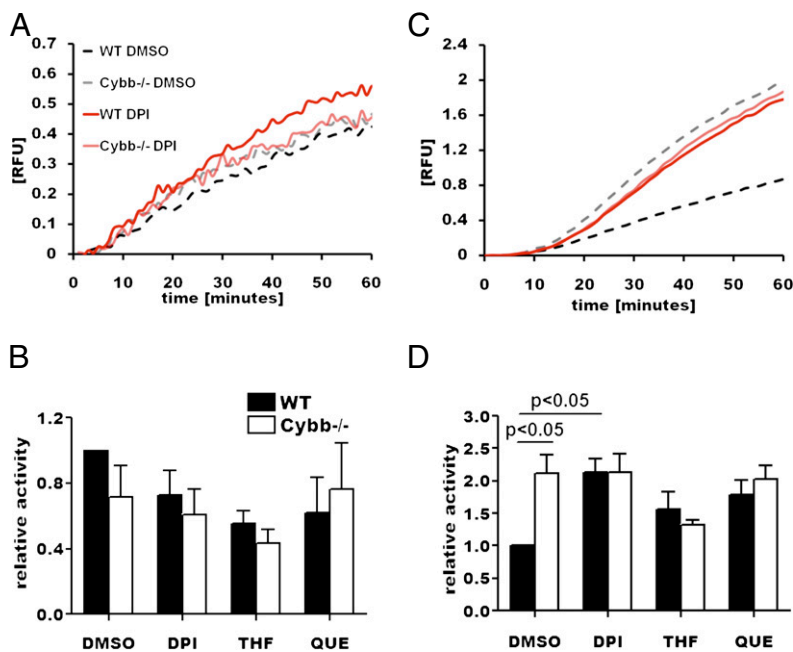 A
0.7
0.6
0.5
0.4
0.3
0.2
0.1
0
[RFU]
WT DMSO
Cybb-/- DMSO
WT DPI
Cybb-/- DPI
0 10 20 30 40 50 60
time [minutes]
C
2.4
2
1.6
1.2
0.8
0.4
0
[RFU]
0 10 20 30 40 50 60
time [minutes]
B
1.2
0.8
0.4
0.0
relative activity
WT
Cybb-/-
DMSO DPI THF QUE
D
3.0
2.5
2.0
1.5
1.0
0.5
0.0
relative activity
p<0.05
p<0.05
DMSO DPI THF QUE